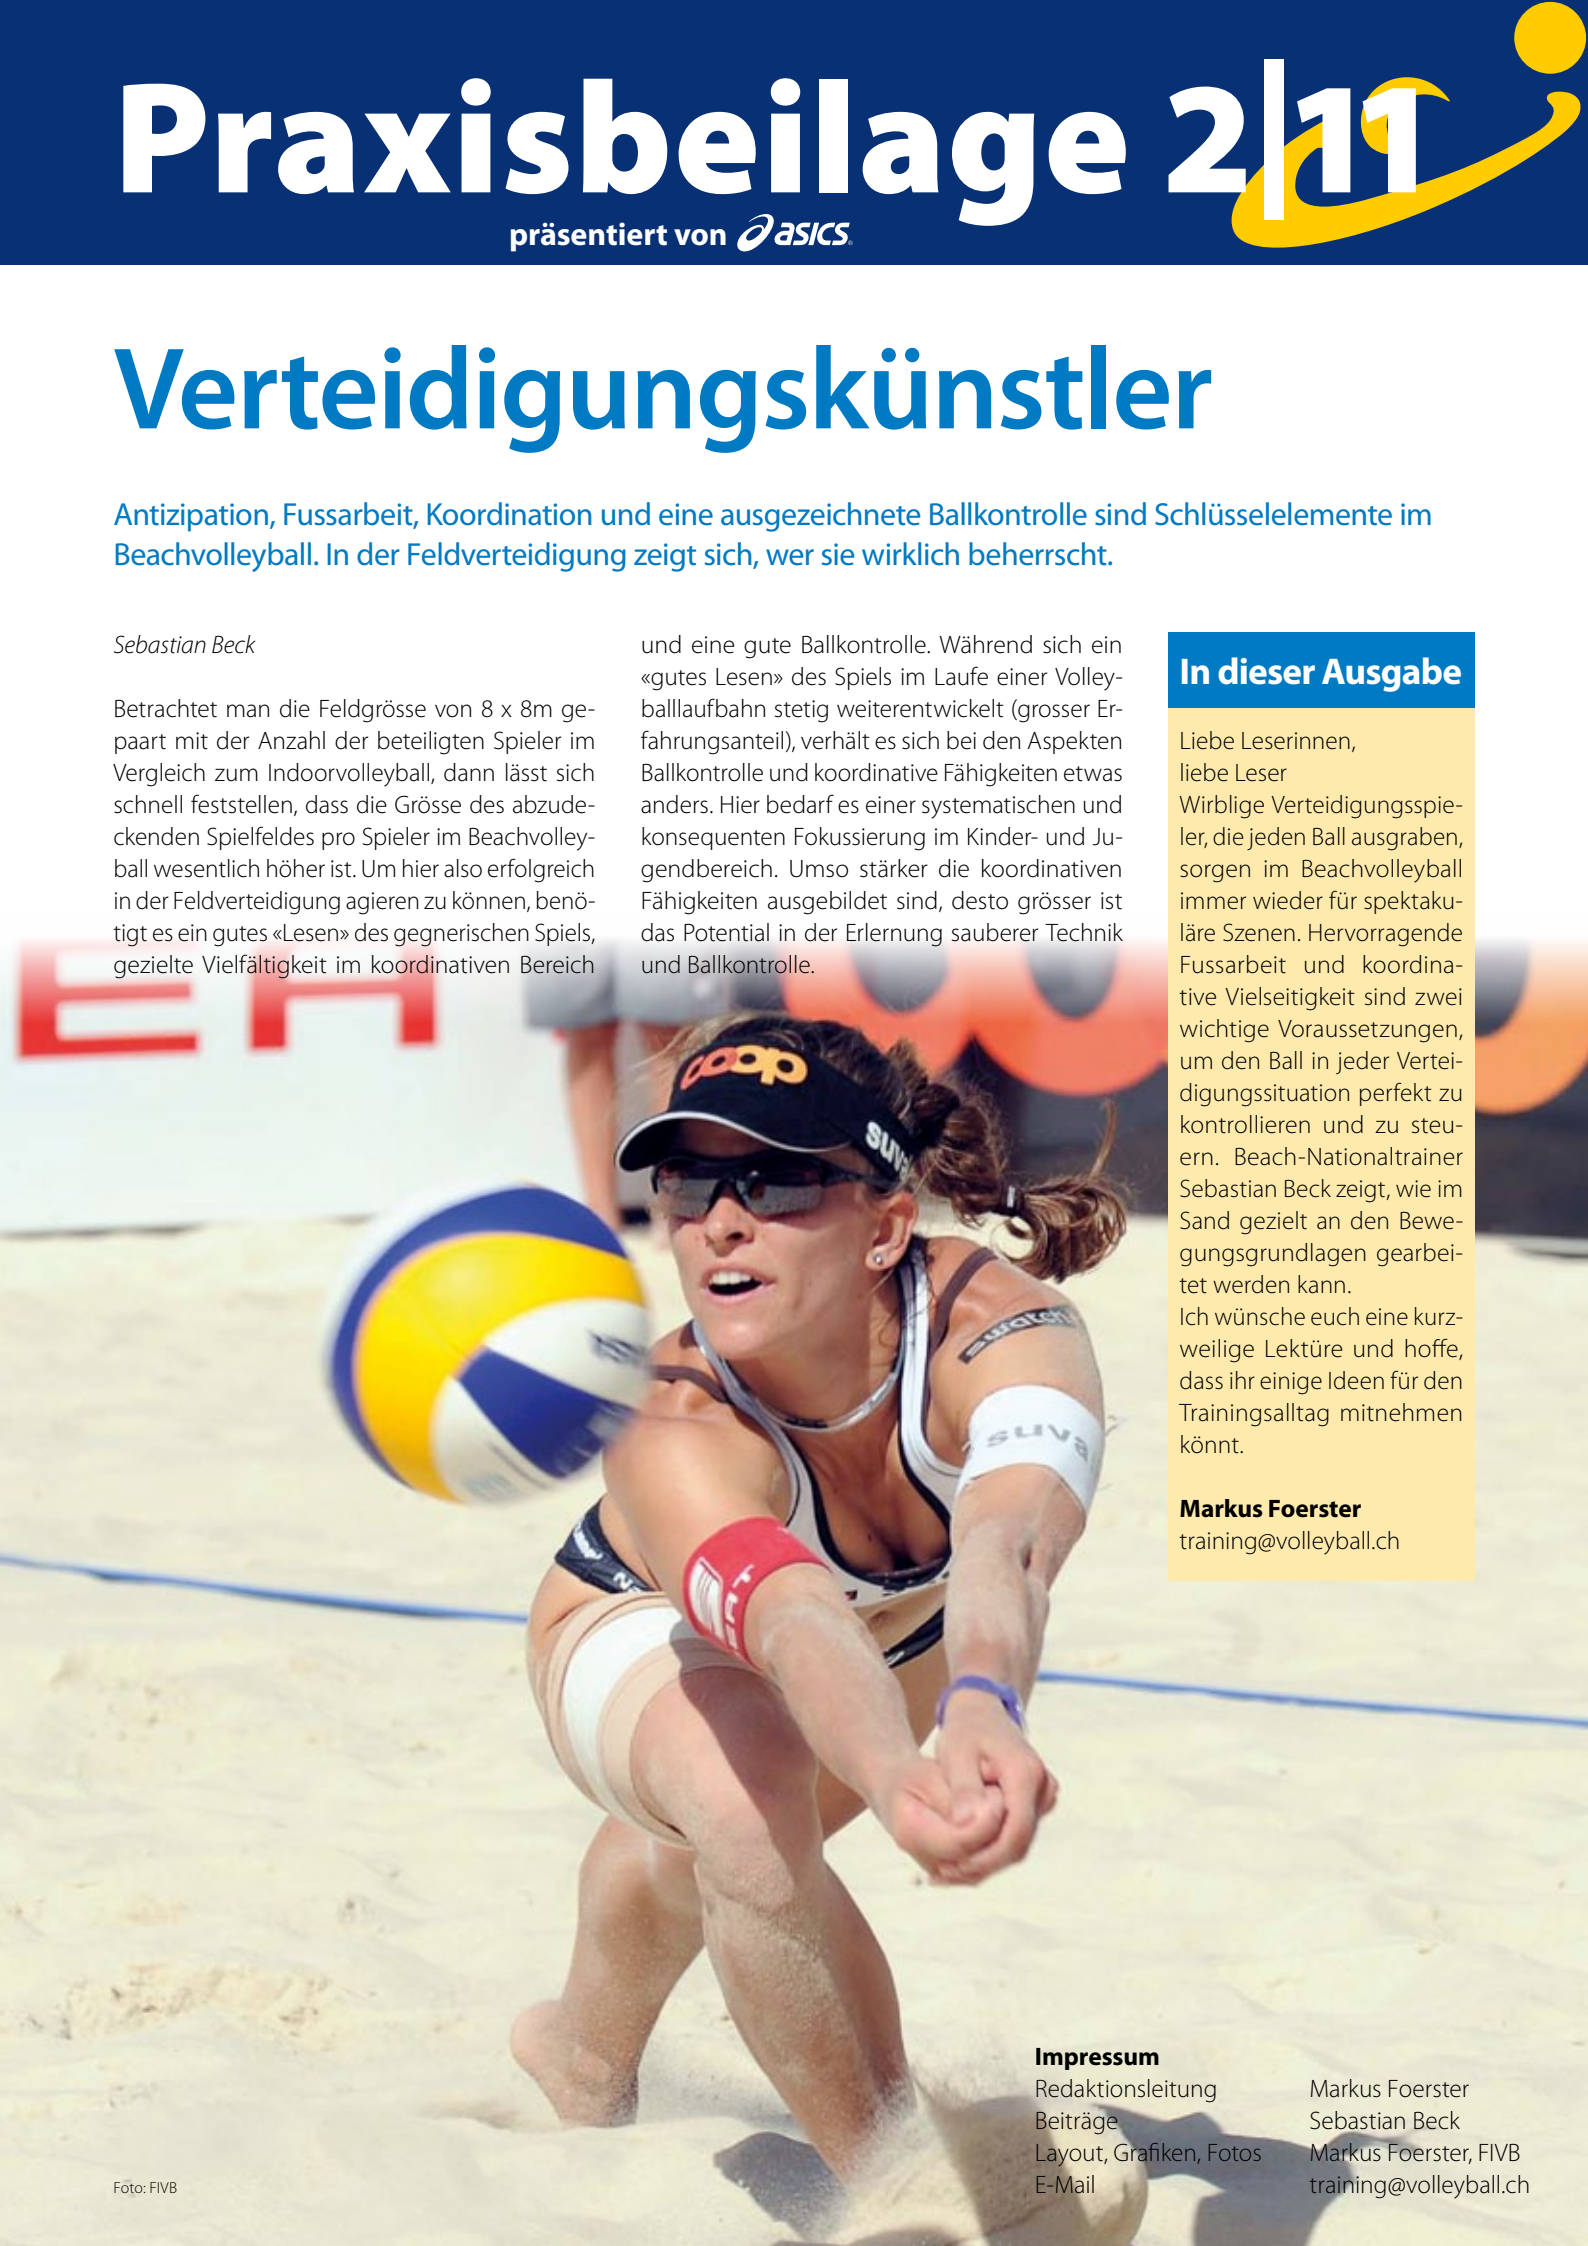 Praxisbeilage 2|11
präsentiert von asics
Verteidigungskünstler
Antizipation, Fussarbeit, Koordination und eine ausgezeichnete Ballkontrolle sind Schlüsselelemente im
Beachvolleyball. In der Feldverteidigung zeigt sich, wer sie wirklich beherrscht.
Sebastian Beck
Betrachtet man die Feldgrösse von 8 x 8m ge-
paart mit der Anzahl der beteiligten Spieler im
Vergleich zum Indoorvolleyball, dann lässt sich
schnell feststellen, dass die Grösse des abzude-
ckenden Spielfeldes pro Spieler im Beachvolley-
ball wesentlich höher ist. Um hier also erfolgreich
in der Feldverteidigung agieren zu können, benö-
tigt es ein gutes «Lesen» des gegnerischen Spiels,
gezielte Vielfältigkeit im koordinativen Bereich
und eine gute Ballkontrolle. Während sich ein
«gutes Lesen» des Spiels im Laufe einer Volley-
balllaufbahn stetig weiterentwickelt (grosser Er-
fahrungsanteil), verhält es sich bei den Aspekten
Ballkontrolle und koordinative Fähigkeiten etwas
anders. Hier bedarf es einer systematischen und
konsequenten Fokussierung im Kinder- und Ju-
gendbereich. Umso stärker die koordinativen
Fähigkeiten ausgebildet sind, desto grösser ist
das Potential in der Erlernung sauberer Technik
und Ballkontrolle.
In dieser Ausgabe
Liebe Leserinnen,
liebe Leser
Wirblige Verteidigungsspie-
ler, die jeden Ball ausgraben,
sorgen im Beachvolleyball
immer wieder für spektaku-
läre Szenen. Hervorragende
Fussarbeit und koordina-
tive Vielseitigkeit sind zwei
wichtige Voraussetzungen,
um den Ball in jeder Vertei-
digungssituation perfekt zu
kontrollieren und zu steu-
ern. Beach-Nationaltrainer
Sebastian Beck zeigt, wie im
Sand gezielt an den Bewe-
gungsgrundlagen gearbei-
tet werden kann.
Ich wünsche euch eine kurz-
weilige Lektüre und hoffe,
dass ihr einige Ideen für den
Trainingsalltag mitnehmen
könnt.
Markus Foerster
training@volleyball.ch
coop
suva
swatch
suva
Impressum
Redaktionsleitung Markus Foerster
Beiträge Sebastian Beck
Layout, Grafiken, Fotos Markus Foerster, FIVB
E-Mail training@volleyball.ch
Foto: FIVB